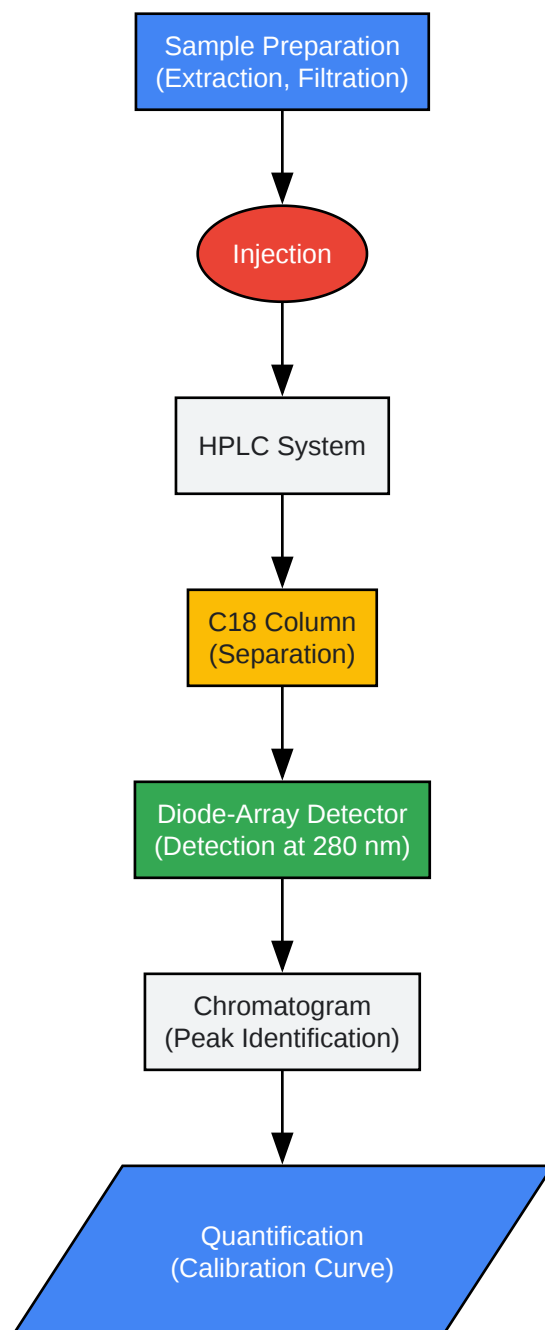 Sample Preparation
(Extraction, Filtration)
Injection
HPLC System
C18 Column
(Separation)
Diode-Array Detector
(Detection at 280 nm)
Chromatogram
(Peak Identification)
Quantification
(Calibration Curve)